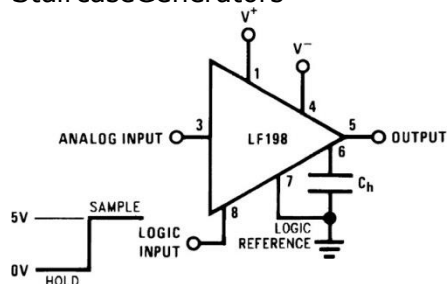 StaircaseGenerators
V+
V−
1
4
ANALOG INPUT
3
LF198
5
OUTPUT
6
7
8
Ch
5V
SAMPLE
LOGIC
INPUT
LOGIC
REFERENCE
0V
HOLD